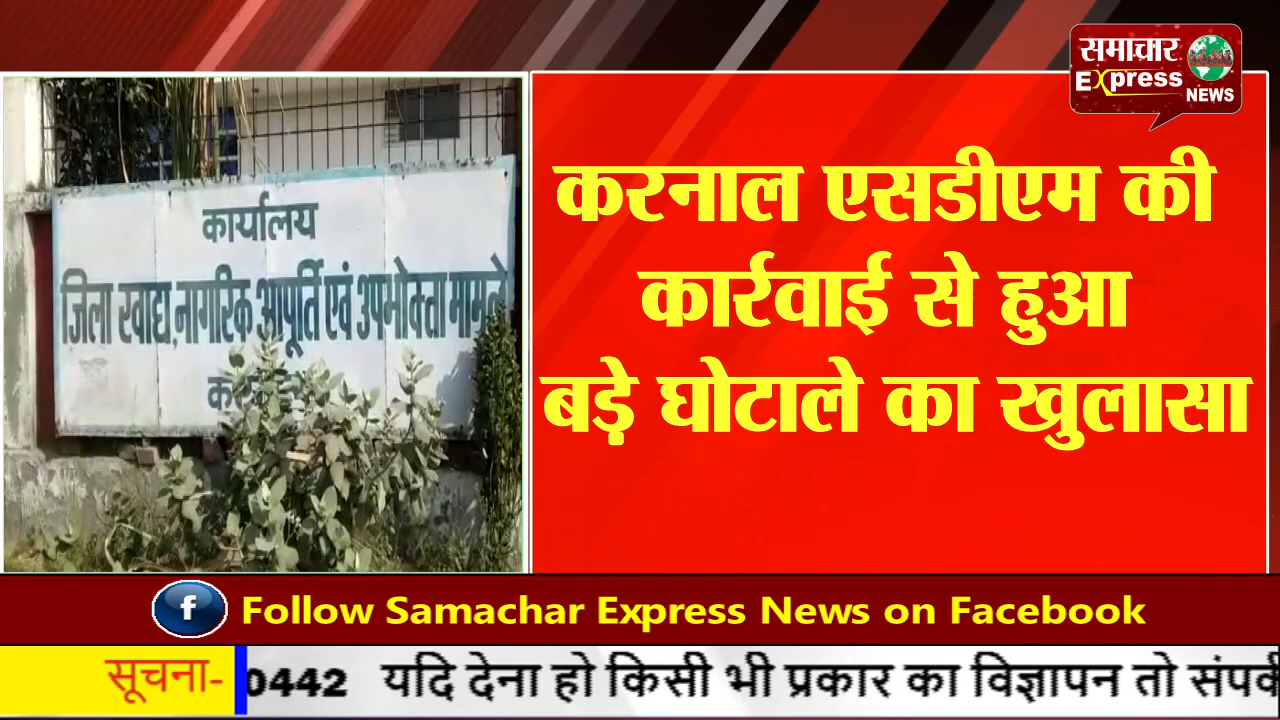 समाचार
Express
NEWS
कार्यालय
जिला खाद्य,नागरिक आपूर्ति एवं उपभोक्ता मामले
करनाल एसडीएम की
कार्रवाई से हुआ
बड़े घोटाले का खुलासा
f Follow Samachar Express News on Facebook
सूचना- 0442 यदि देना हो किसी भी प्रकार का विज्ञापन तो